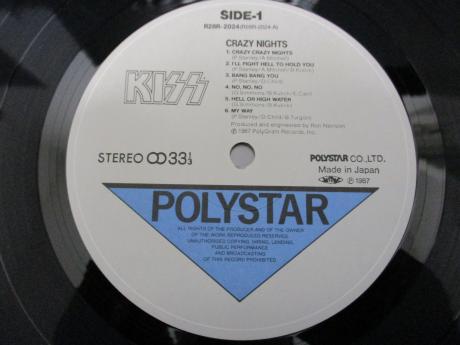 SIDE-1
R28R-2024(R28R-2024-A)
KISS
CRAZY NIGHTS
1. CRAZY CRAZY NIGHTS
(P.Stanley/A.Mitchell)
2. I'LL FIGHT HELL TO HOLD YOU
(P.Stanley/A.Mitchell/B.Kulick)
3. BANG BANG YOU
(P.Stanley/D.Child)
4. NO, NO, NO
(G.Simmons/B.Kulick/E.Carr)
5. HELL OR HIGH WATER
(G.Simmons/B.Kulick)
6. MY WAY
(P.Stanley/D.Child/B.Turgon)
Produced and engineered by Ron Nevison
Ⓟ 1987 PolyGram Records, Inc.
STEREO 33 1/3
POLYSTAR CO.,LTD.
Made in Japan
Ⓟ 1987
POLYSTAR
ALL RIGHTS OF THE PRODUCER AND OF THE OWNER
OF THE WORK REPRODUCED RESERVED.
UNAUTHORISED COPYING, HIRING, LENDING,
PUBLIC PERFORMANCE
AND BROADCASTING
OF THIS RECORD PROHIBITED.